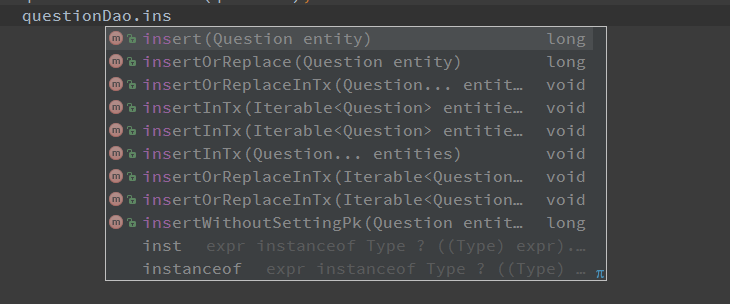 questionDao.ins
m insert(Question entity) long
m insertOrReplace(Question entity) long
m insertOrReplaceInTx(Question... entit… void
m insertInTx(Iterable<Question> entitie… void
m insertInTx(Iterable<Question> entitie… void
m insertInTx(Question... entities) void
m insertOrReplaceInTx(Iterable<Question… void
m insertOrReplaceInTx(Iterable<Question… void
m insertWithoutSettingPk(Question entit… long
inst expr instanceof Type ? ((Type) expr).…
instanceof expr instanceof Type ? ((Type) …
π